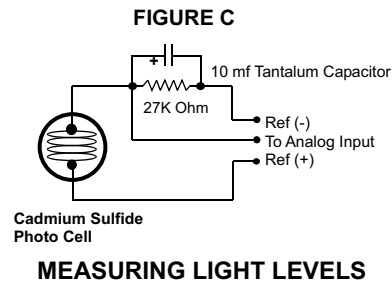 FIGURE C
+
10 mf Tantalum Capacitor
27K Ohm
Ref (-)
To Analog Input
Ref (+)
Cadmium Sulfide
Photo Cell
MEASURING LIGHT LEVELS